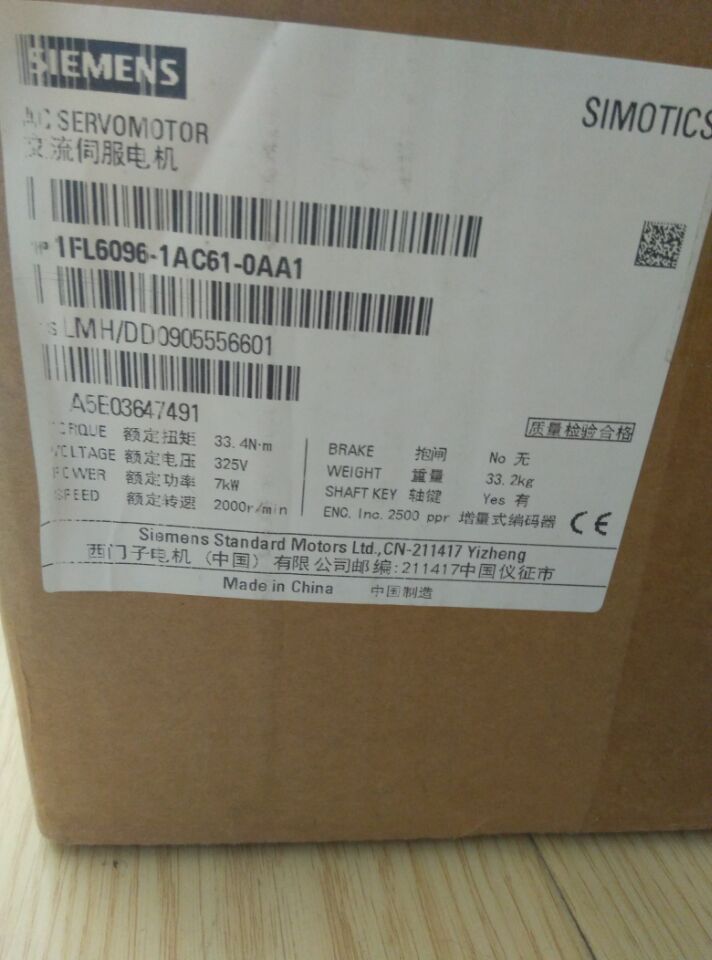 SIEMENS
SIMOTICS
AC SERVOMOTOR
交流伺服电机
1FL6096-1AC61-0AA1
LMH/DD0905556601
A5E03647491
质量检验合格
TORQUE 额定扭矩 33.4N·m
VOLTAGE 额定电压 325V
POWER 额定功率 7kW
SPEED 额定转速 2000r/min
BRAKE 抱闸 No 无
WEIGHT 重量 33.2kg
SHAFT KEY 轴键 Yes 有
ENC. Inc. 2500 ppr 增量式编码器
CE
Siemens Standard Motors Ltd.,CN-211417 Yizheng
西门子电机（中国）有限公司邮编:211417中国仪征市
Made in China 中国制造